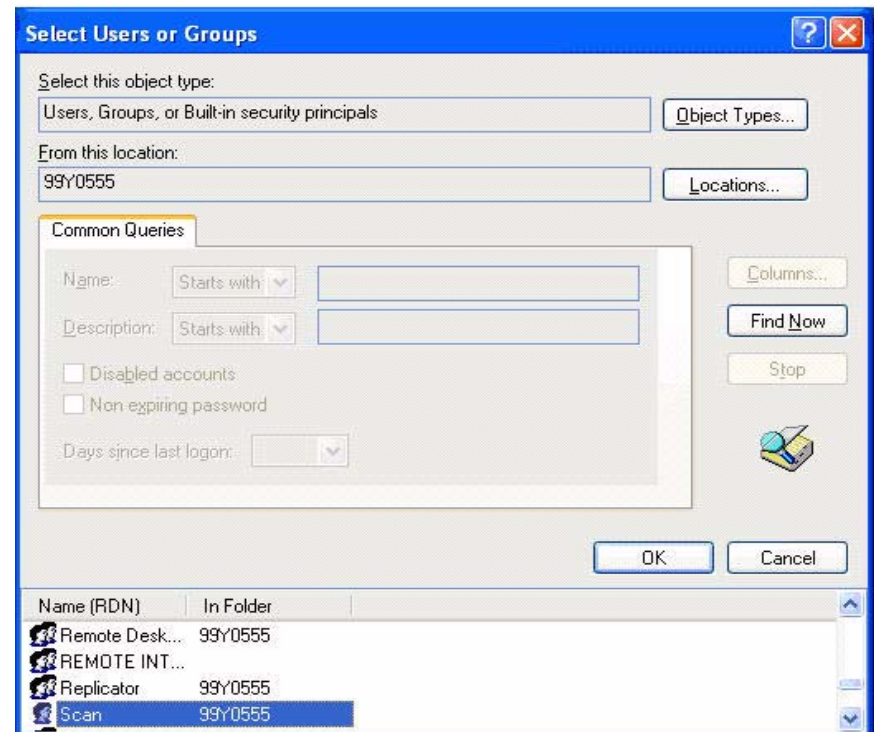 Select Users or Groups
Select this object type:
Users, Groups, or Built-in security principals
Object Types...
From this location:
99Y0555
Locations...
Common Queries
Name:
Starts with
Columns...
Description:
Starts with
Find Now
Disabled accounts
Stop
Non expiring password
Days since last logon:
OK
Cancel
Name (RDN) In Folder
Remote Desk... 99Y0555
REMOTE INT...
Replicator 99Y0555
Scan 99Y0555